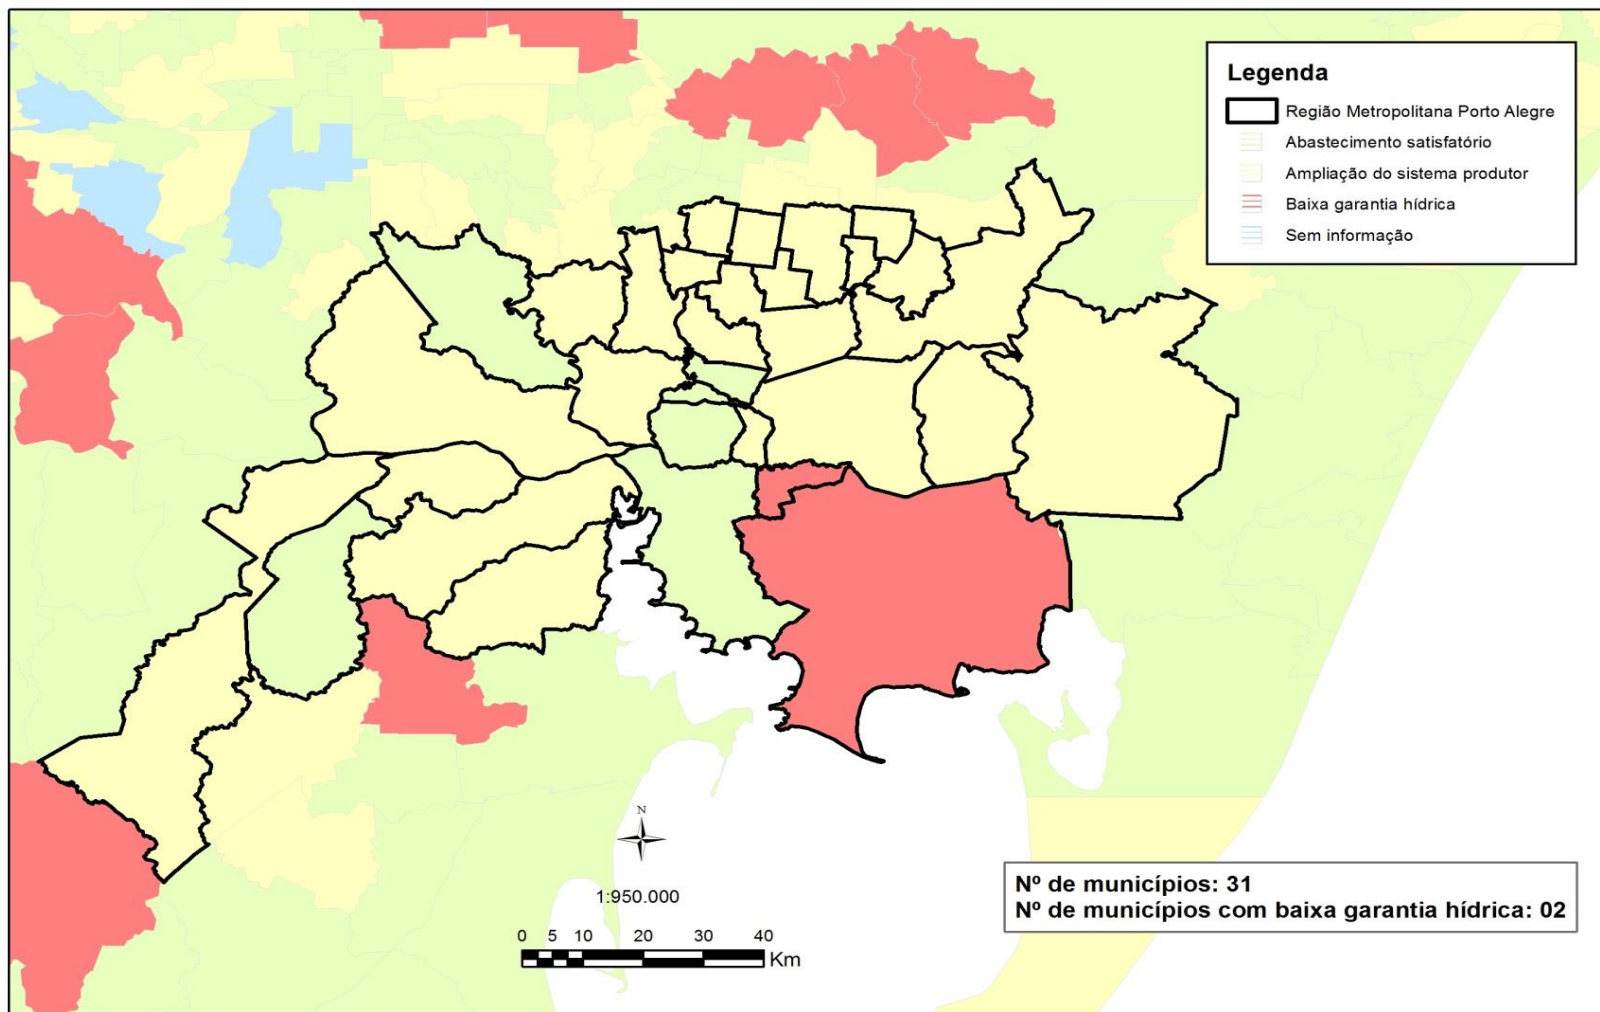 Legenda
Região Metropolitana Porto Alegre
Abastecimento satisfatório
Ampliação do sistema produtor
Baixa garantia hídrica
Sem informação
N
1:950.000
0 5 10 20 30 40
Km
Nº de municípios: 31
Nº de municípios com baixa garantia hídrica: 02